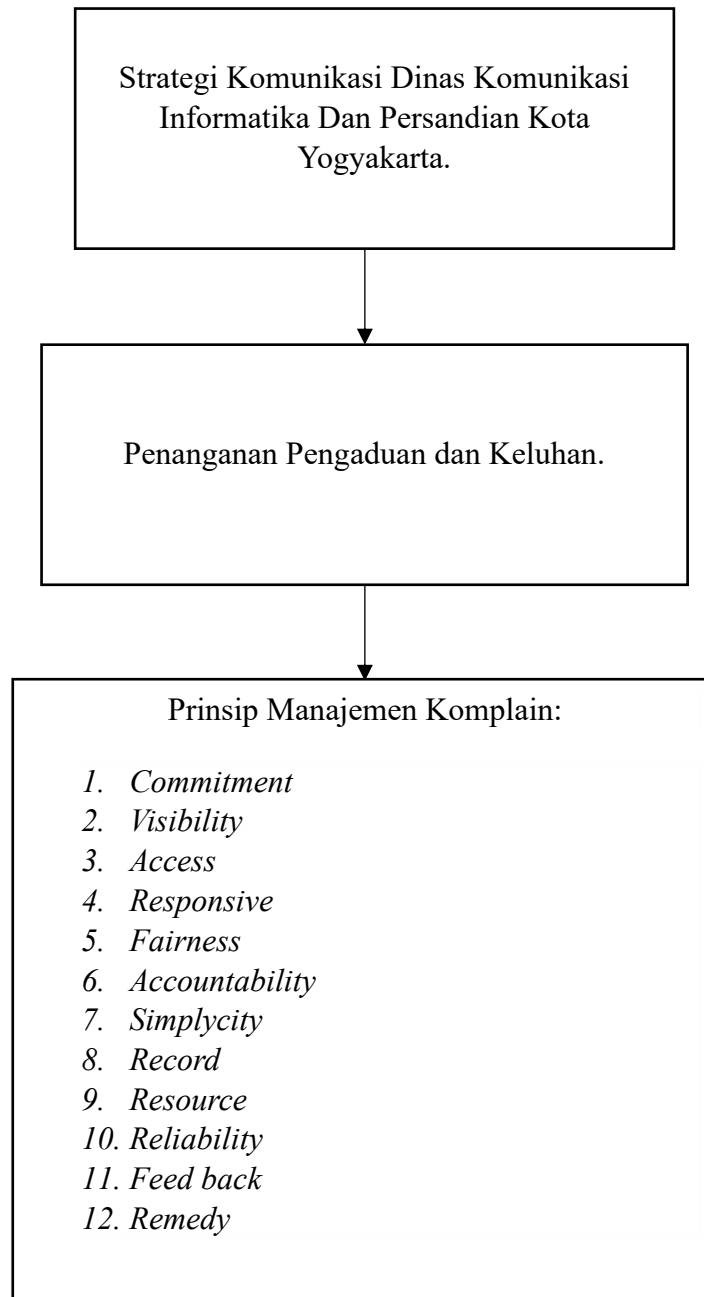 Strategi Komunikasi Dinas Komunikasi
Informatika Dan Persandian Kota
Yogyakarta.
Penanganan Pengaduan dan Keluhan.
Prinsip Manajemen Komplain:
1. Commitment
2. Visibility
3. Access
4. Responsive
5. Fairness
6. Accountability
7. Simplycity
8. Record
9. Resource
10. Reliability
11. Feed back
12. Remedy